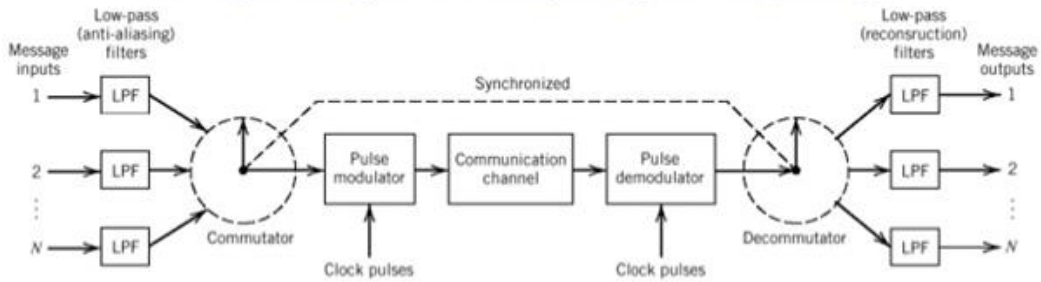 Low-pass
(anti-aliasing)
filters
Message
inputs
1
LPF
2
LPF
N
LPF
Commutator
Synchronized
Pulse
modulator
Clock pulses
Communication
channel
Pulse
demodulator
Clock pulses
Decommutator
Low-pass
(reconsruction)
filters
Message
outputs
LPF
1
LPF
2
LPF
N